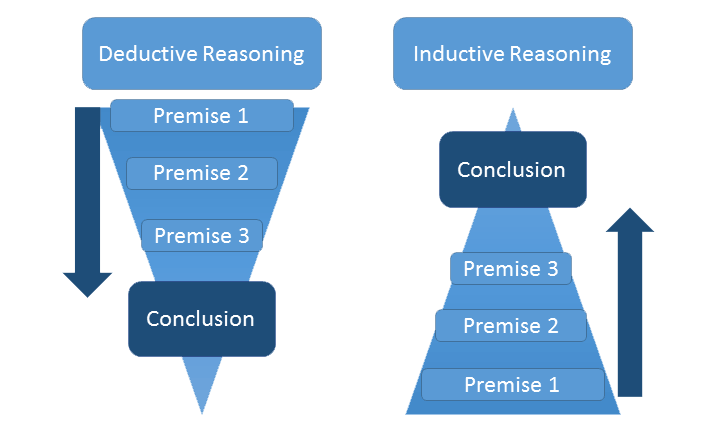 Deductive Reasoning
Premise 1
Premise 2
Premise 3
Conclusion
Inductive Reasoning
Conclusion
Premise 3
Premise 2
Premise 1